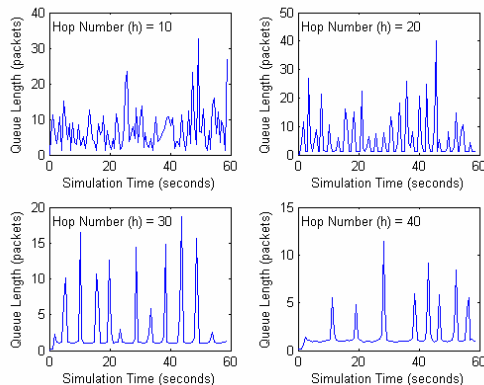 Hop Number (h) = 10
Queue Length (packets)
40
30
20
10
0
0 20 40 60
Simulation Time (seconds)
Hop Number (h) = 20
Queue Length (packets)
50
40
30
20
10
0
0 20 40 60
Simulation Time (seconds)
Hop Number (h) = 30
Queue Length (packets)
20
15
10
5
0
0 20 40 60
Simulation Time (seconds)
Hop Number (h) = 40
Queue Length (packets)
15
10
5
0
0 20 40 60
Simulation Time (seconds)